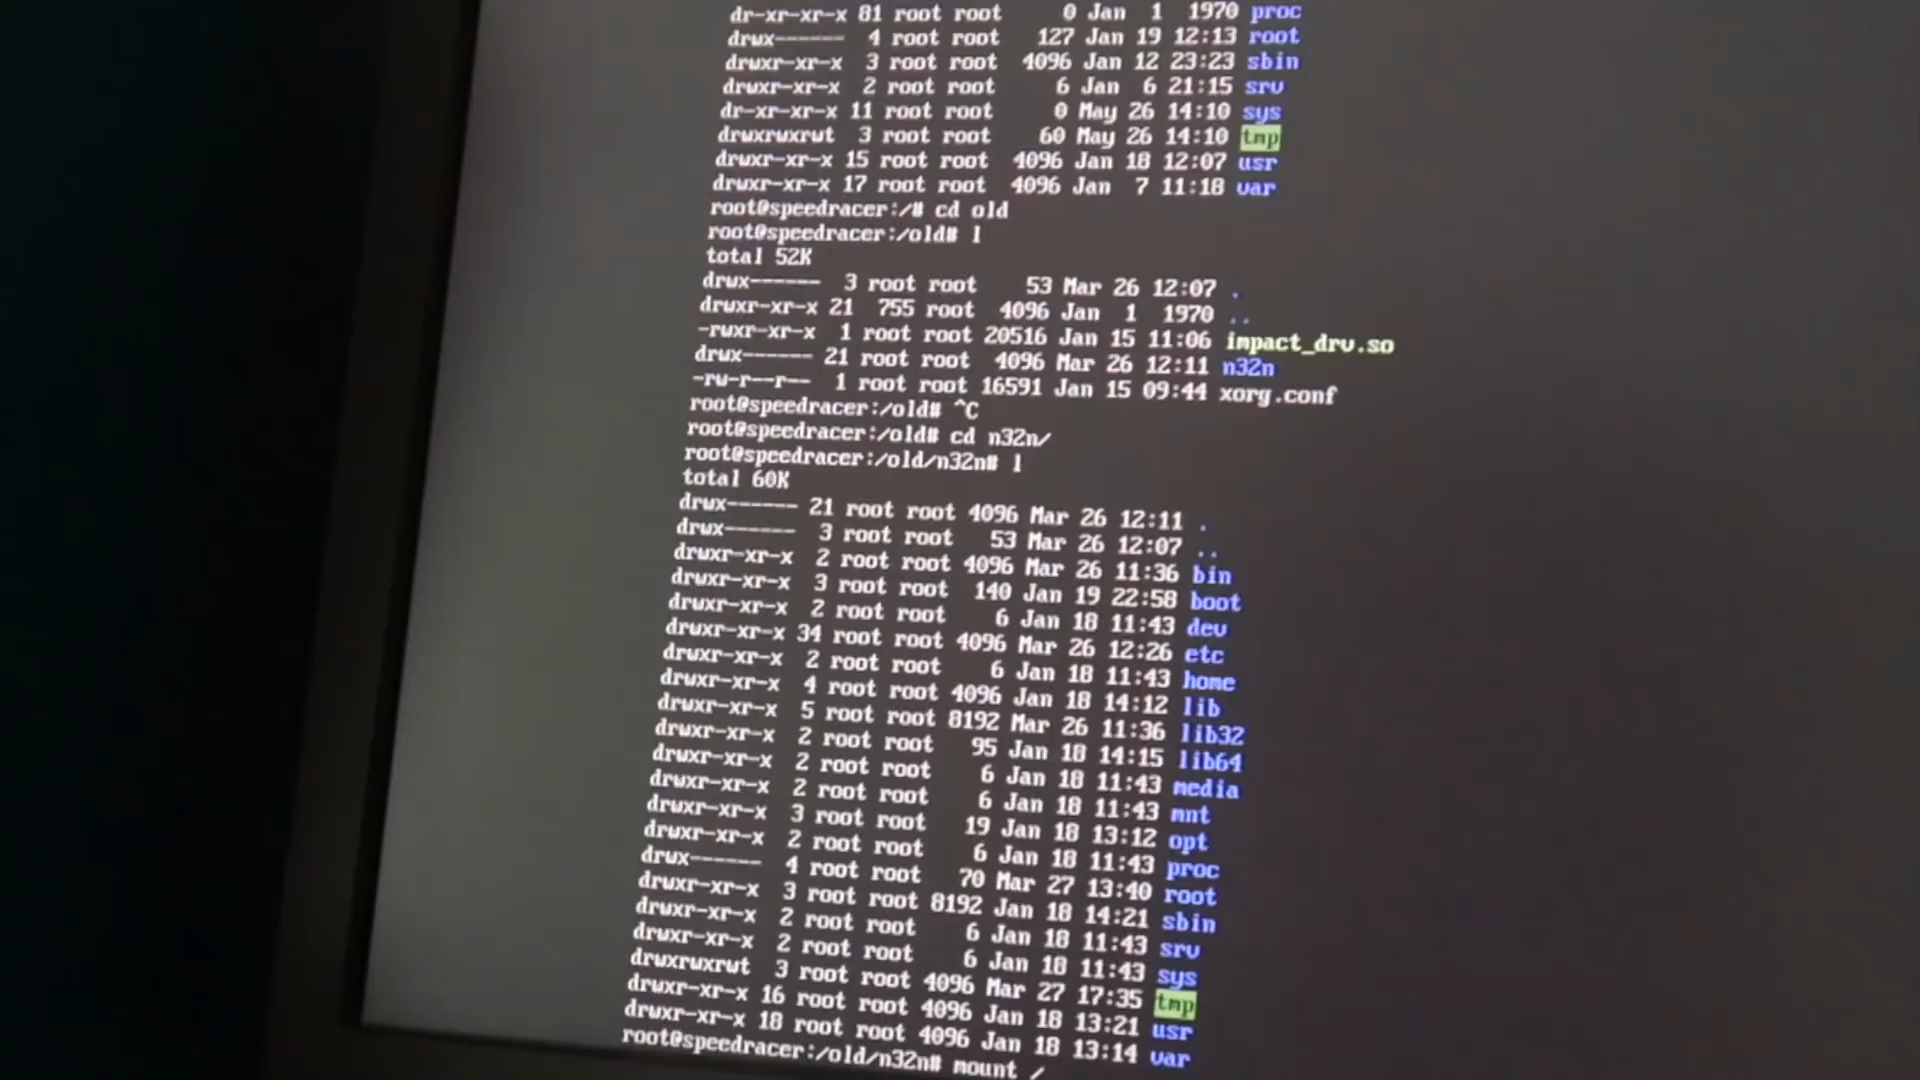 dr-xr-xr-x 81 root root 0 Jan 1 1970 proc
drwx------ 4 root root 127 Jan 19 12:13 root
drwxr-xr-x 3 root root 4096 Jan 12 23:23 sbin
drwxr-xr-x 2 root root 6 Jan 6 21:15 srv
dr-xr-xr-x 11 root root 0 May 26 14:10 sys
drwxrwxrwt 3 root root 60 May 26 14:10 tmp
drwxr-xr-x 15 root root 4096 Jan 18 12:07 usr
drwxr-xr-x 17 root root 4096 Jan 7 11:18 var
root@speedracer:/# cd old
root@speedracer:/old# l
total 52K
drwx------ 3 root root 53 Mar 26 12:07 .
drwxr-xr-x 21 755 root 4096 Jan 1 1970 ..
-rwxr-xr-x 1 root root 20516 Jan 15 11:06 impact_drv.so
drwx------ 21 root root 4096 Mar 26 12:11 n32n
-rw-r--r-- 1 root root 16591 Jan 15 09:44 xorg.conf
root@speedracer:/old# ^C
root@speedracer:/old# cd n32n/
root@speedracer:/old/n32n# l
total 60K
drwx------ 21 root root 4096 Mar 26 12:11 .
drwx------ 3 root root 53 Mar 26 12:07 ..
drwxr-xr-x 2 root root 4096 Mar 26 11:36 bin
drwxr-xr-x 3 root root 140 Jan 19 22:58 boot
drwxr-xr-x 2 root root 6 Jan 18 11:43 dev
drwxr-xr-x 34 root root 4096 Mar 26 12:26 etc
drwxr-xr-x 2 root root 6 Jan 18 11:43 home
drwxr-xr-x 4 root root 4096 Jan 18 14:12 lib
drwxr-xr-x 5 root root 8192 Mar 26 11:36 lib32
drwxr-xr-x 2 root root 95 Jan 18 14:15 lib64
drwxr-xr-x 2 root root 6 Jan 18 11:43 media
drwxr-xr-x 2 root root 6 Jan 18 11:43 mnt
drwxr-xr-x 3 root root 19 Jan 18 13:12 opt
drwxr-xr-x 2 root root 6 Jan 18 11:43 proc
drwx------ 4 root root 70 Mar 27 13:40 root
drwxr-xr-x 3 root root 8192 Jan 18 14:21 sbin
drwxr-xr-x 2 root root 6 Jan 18 11:43 srv
drwxr-xr-x 2 root root 6 Jan 18 11:43 sys
drwxrwxrwt 3 root root 4096 Mar 27 17:35 tmp
drwxr-xr-x 16 root root 4096 Jan 18 13:21 usr
drwxr-xr-x 18 root root 4096 Jan 18 13:14 var
root@speedracer:/old/n32n# mount /